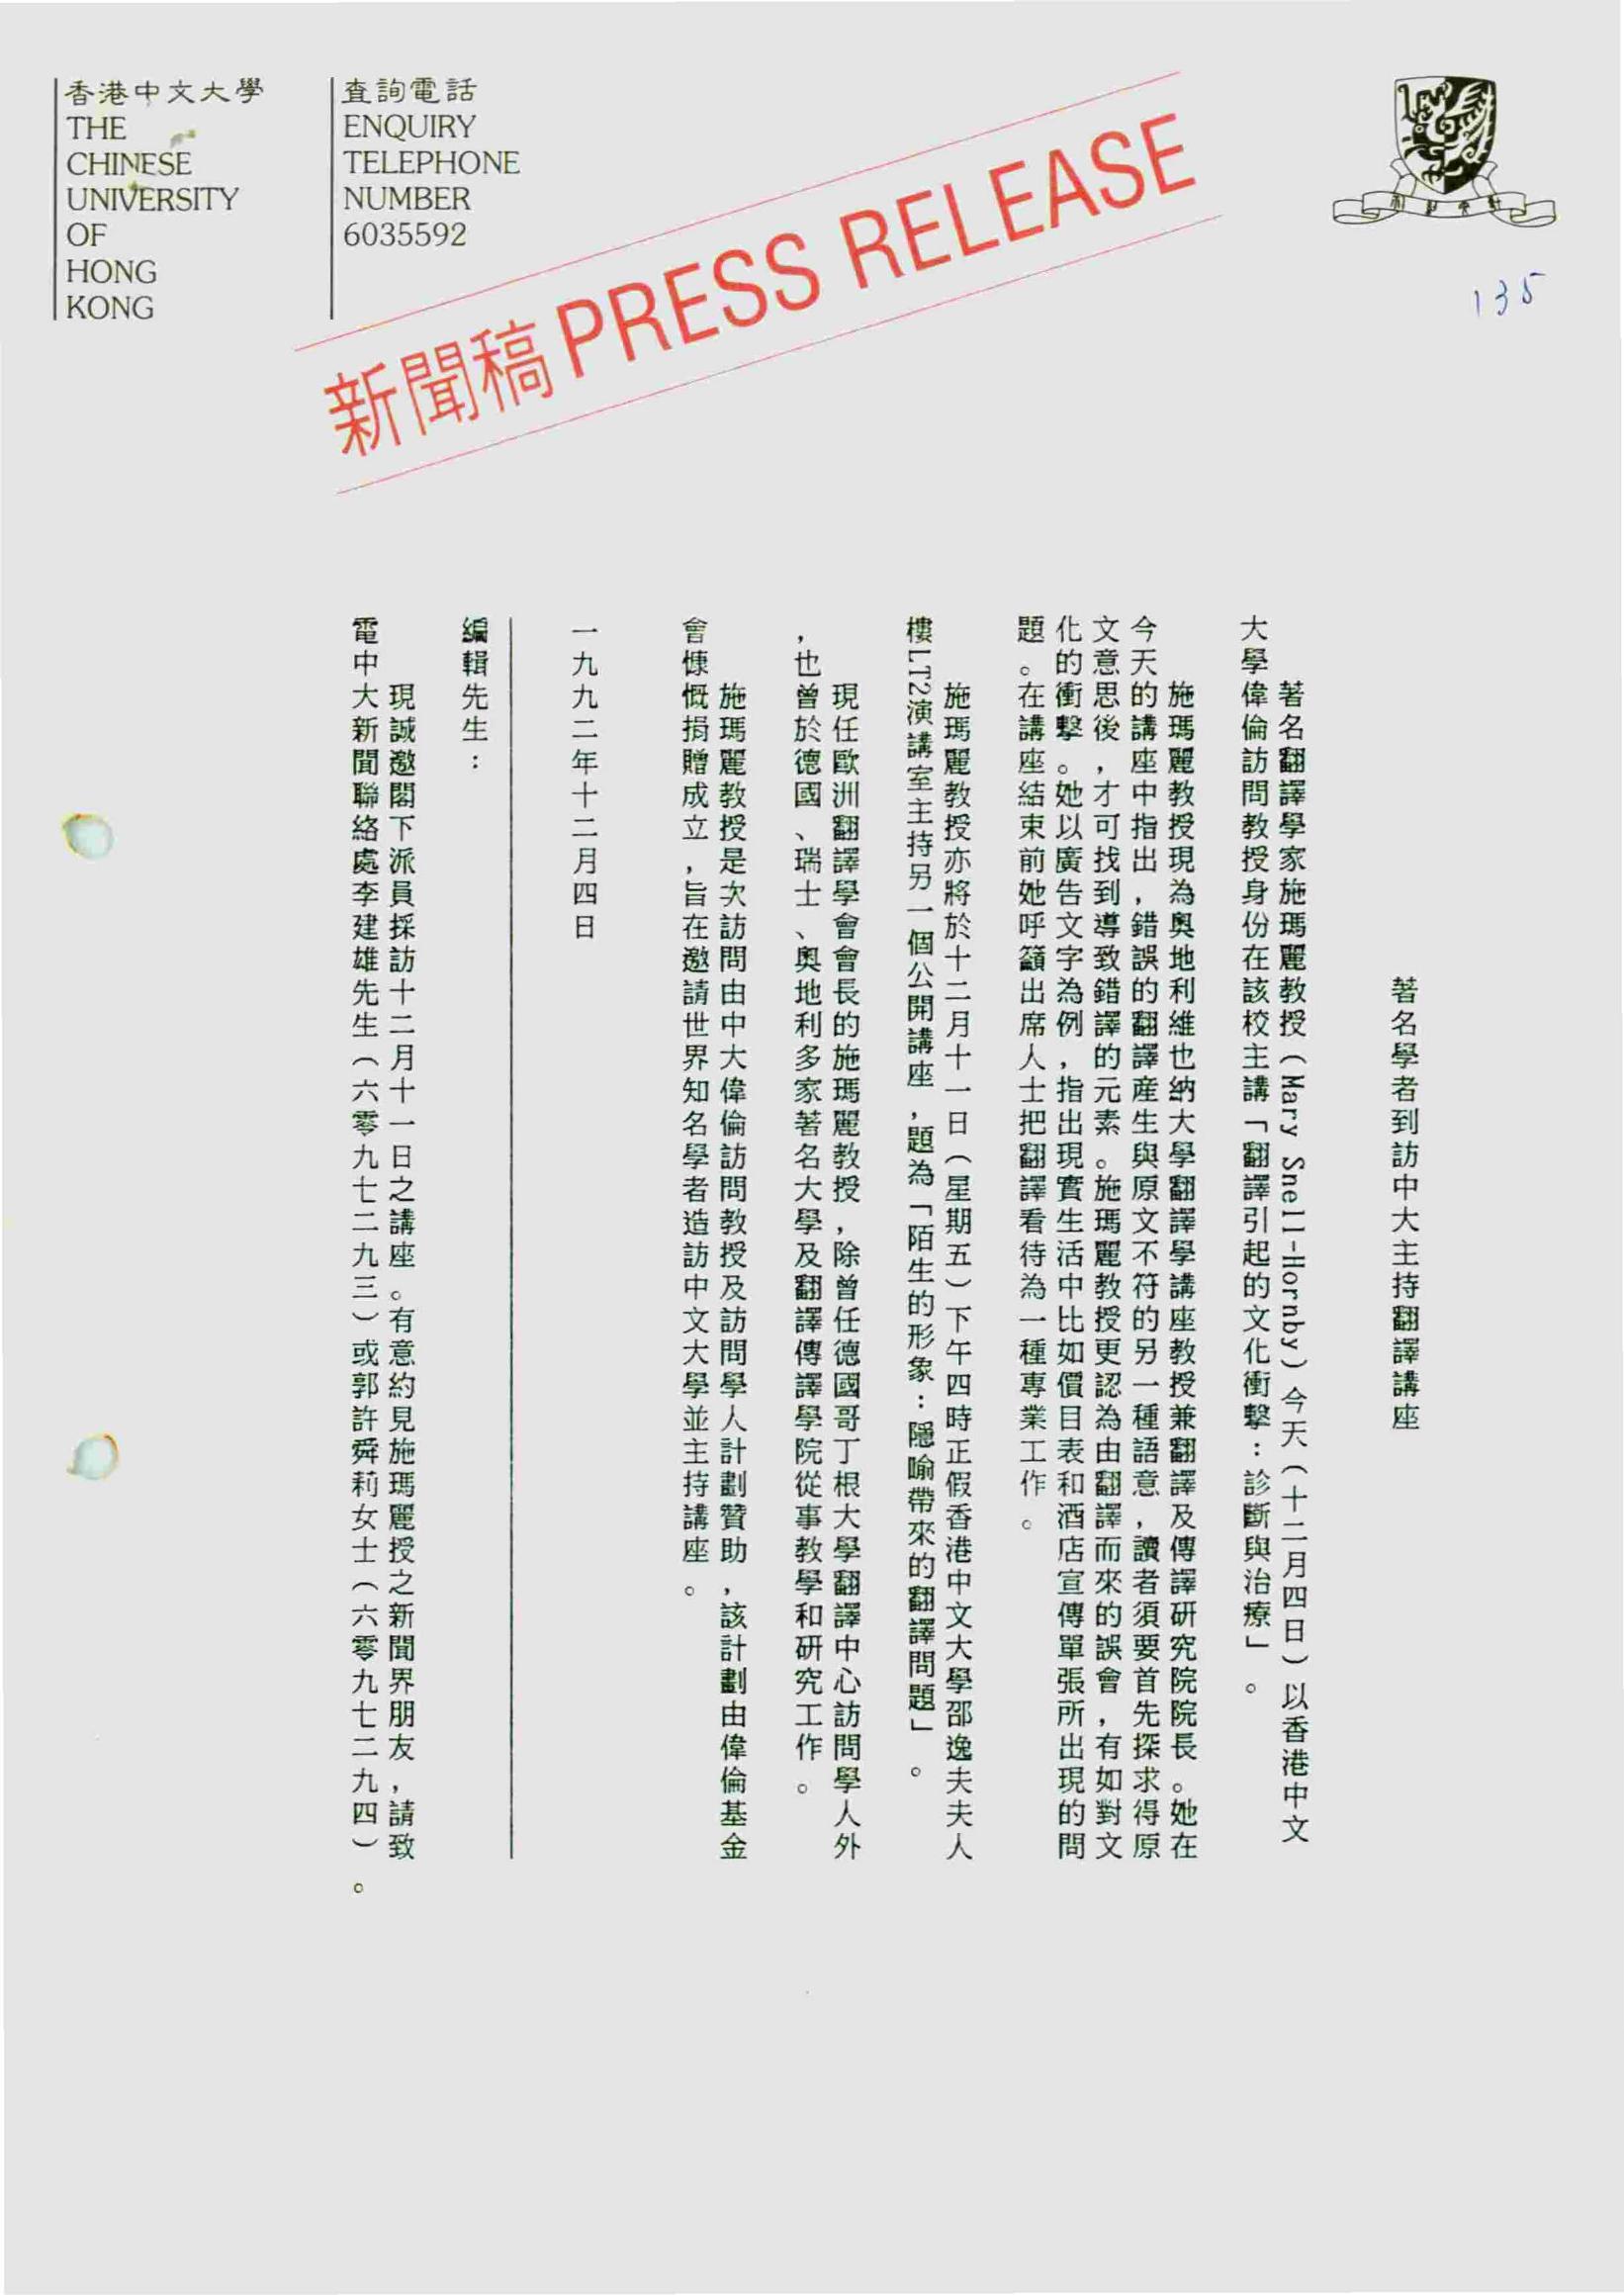 香港中文大學
THE
CHINESE
UNIVERSITY
OF
HONG
KONG
查詢電話
ENQUIRY
TELEPHONE
NUMBER
6035592
新聞稿 PRESS RELEASE
135
著名學者到訪中大主持翻譯講座
著名翻譯學家施瑪麗教授（Mary Snell-Hornby）今天（十二月四日）以香港中文
大學偉倫訪問教授身份在該校主講「翻譯引起的文化衝擊：診斷與治療」。
施瑪麗教授現為奧地利維也納大學翻譯學講座教授兼翻譯及傳譯研究院院長。她在
今天的講座中指出，錯誤的翻譯產生與原文不符的另一種語意，讀者須要首先探求得原
文意思後，才可找到導致錯譯的元素。施瑪麗教授更認為由翻譯而來的誤會，有如對文
化的衝擊。她以廣告文字為例，指出現實生活中比如價目表和酒店宣傳單張所出現的問
題。在講座結束前她呼籲出席人士把翻譯看待為一種專業工作。
施瑪麗教授亦將於十二月十一日（星期五）下午四時正假香港中文大學邵逸夫夫人
樓LT2演講室主持另一個公開講座，題為「陌生的形象：隱喻帶來的翻譯問題」。
現任歐洲翻譯學會會長的施瑪麗教授，除曾任德國哥丁根大學翻譯中心訪問學人外
，也曾於德國、瑞士、奧地利多家著名大學及翻譯傳譯學院從事教學和研究工作。
施瑪麗教授是次訪問由中大偉倫訪問教授及訪問學人計劃贊助，該計劃由偉倫基金
會慷慨捐贈成立，旨在邀請世界知名學者造訪中文大學並主持講座。
一九九二年十二月四日
編輯先生：
現誠邀閣下派員採訪十二月十一日之講座。有意約見施瑪麗授之新聞界朋友，請致
電中大新聞聯絡處李建雄先生（六零九七二九三）或郭許舜莉女士（六零九七二九四）。